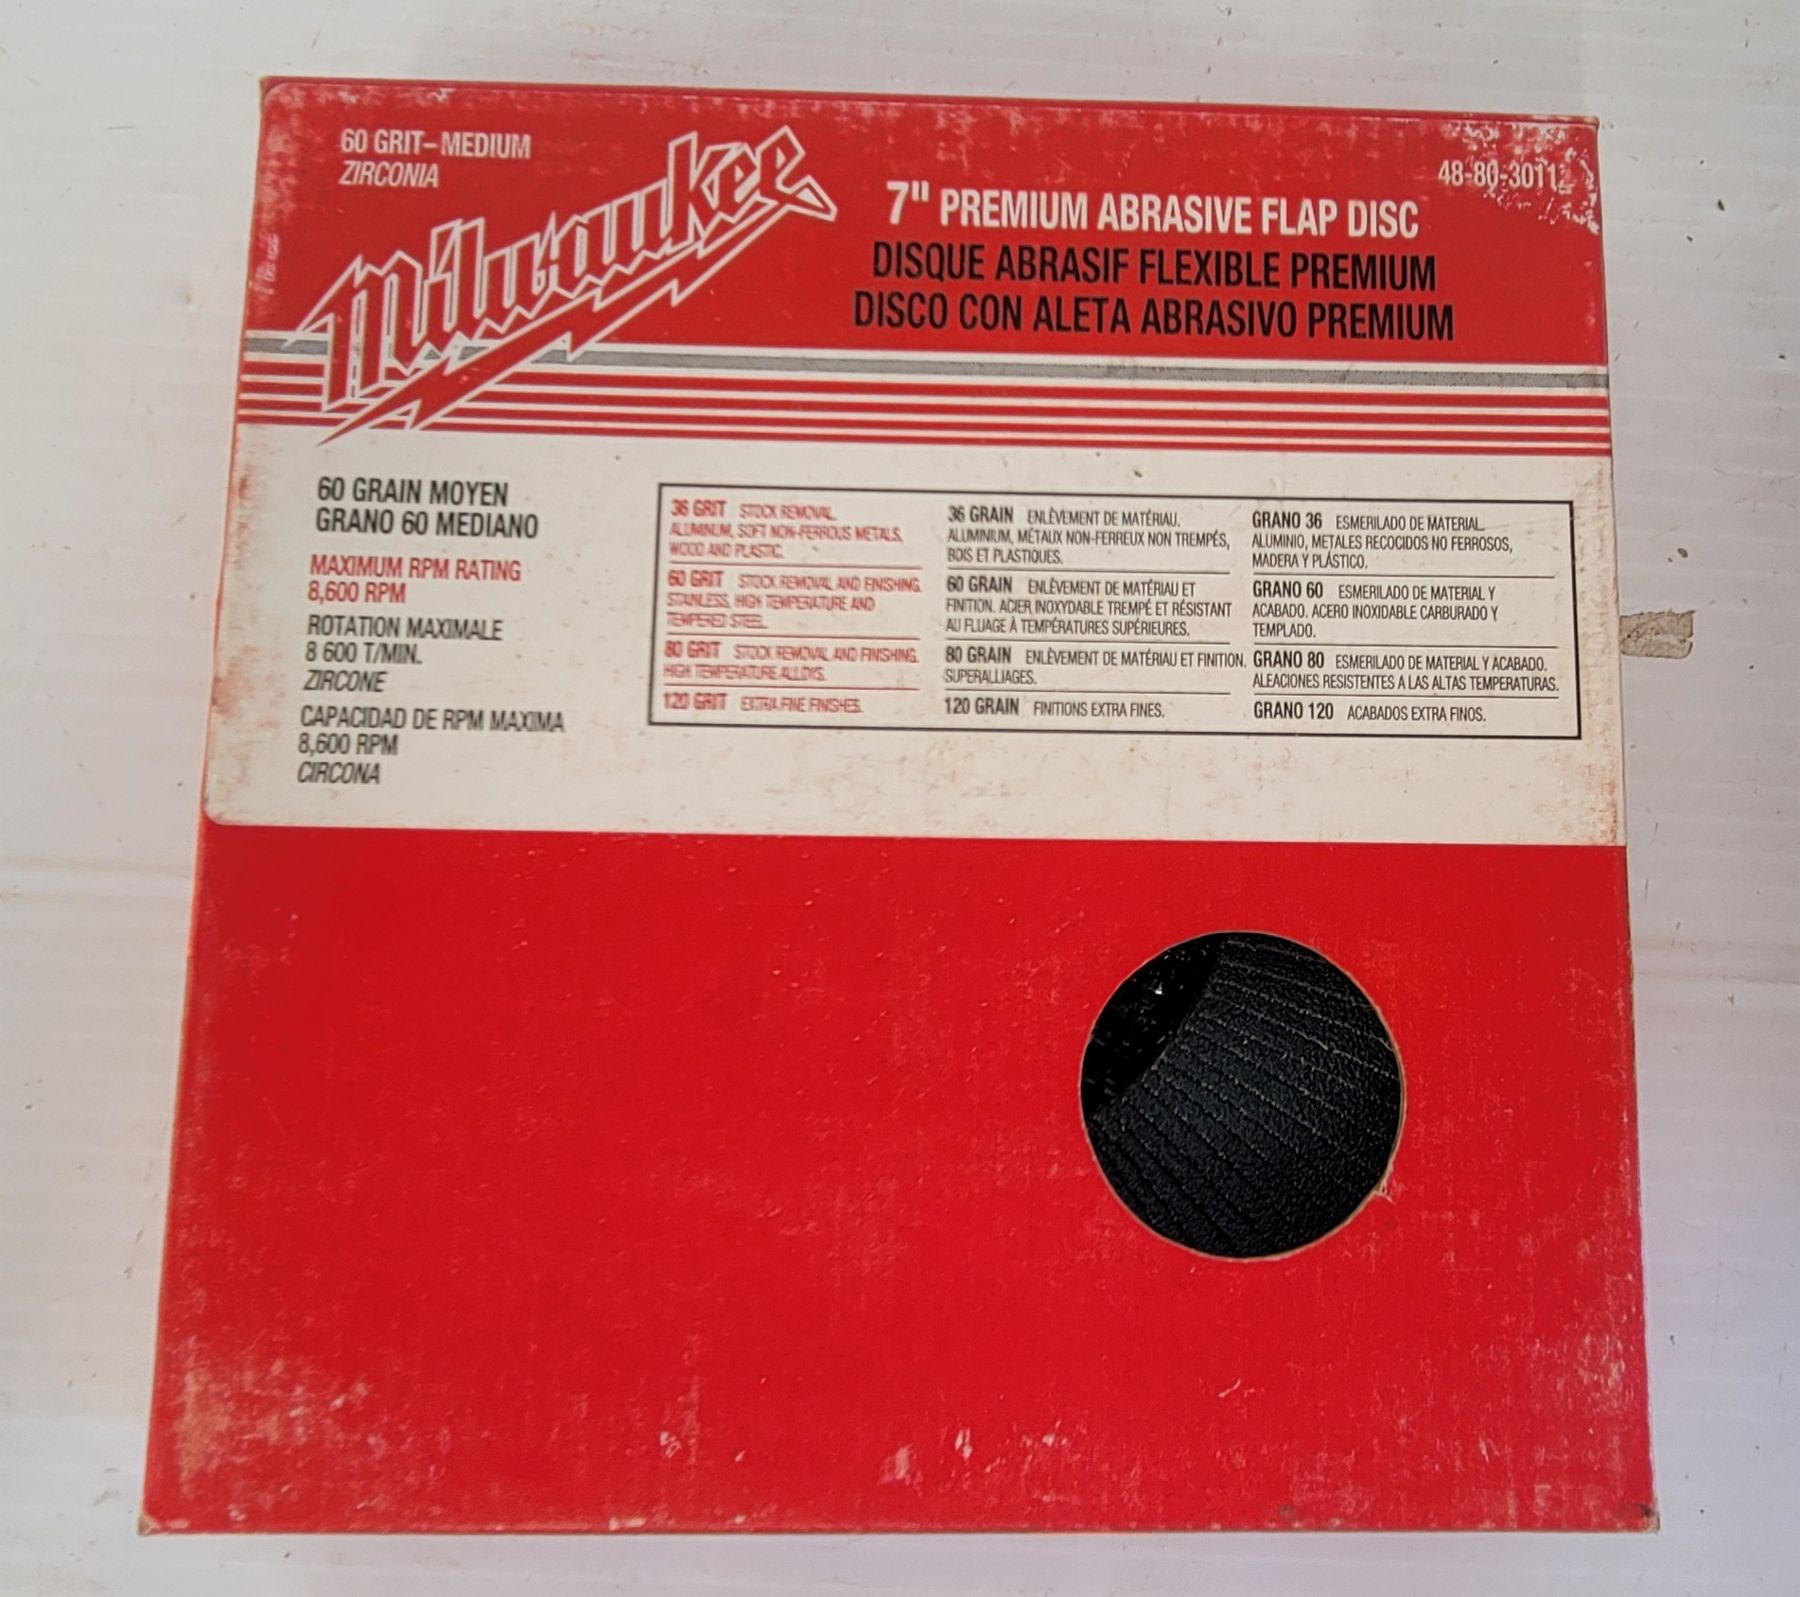 60 GRIT–MEDIUM
ZIRCONIA
Milwaukee
48-80-3011
7" PREMIUM ABRASIVE FLAP DISC
DISQUE ABRASIF FLEXIBLE PREMIUM
DISCO CON ALETA ABRASIVO PREMIUM
60 GRAIN MOYEN
GRANO 60 MEDIANO
MAXIMUM RPM RATING
8,600 RPM
ROTATION MAXIMALE
8 600 T/MIN.
ZIRCONE
CAPACIDAD DE RPM MAXIMA
8,600 RPM
CIRCONA
36 GRIT STOCK REMOVAL.
ALUMINUM, SOFT NON-FERROUS METALS,
WOOD AND PLASTIC.
60 GRIT STOCK REMOVAL AND FINISHING.
STAINLESS, HIGH TEMPERATURE AND
TEMPERED STEEL.
80 GRIT STOCK REMOVAL AND FINISHING.
HIGH TEMPERATURE ALLOYS.
120 GRIT EXTRA FINE FINISHES.
36 GRAIN ENLÈVEMENT DE MATÉRIAU.
ALUMINIUM, MÉTAUX NON-FERREUX NON TREMPÉS,
BOIS ET PLASTIQUES.
60 GRAIN ENLÈVEMENT DE MATÉRIAU ET
FINITION. ACIER INOXYDABLE TREMPÉ ET RÉSISTANT
AU FLUAGE À TEMPÉRATURES SUPÉRIEURES.
80 GRAIN ENLÈVEMENT DE MATÉRIAU ET FINITION.
SUPERALLIAGES.
120 GRAIN FINITIONS EXTRA FINES.
GRANO 36 ESMERILADO DE MATERIAL.
ALUMINIO, METALES RECOCIDOS NO FERROSOS,
MADERA Y PLÁSTICO.
GRANO 60 ESMERILADO DE MATERIAL Y
ACABADO. ACERO INOXIDABLE CARBURADO Y
TEMPLADO.
GRANO 80 ESMERILADO DE MATERIAL Y ACABADO.
ALEACIONES RESISTENTES A LAS ALTAS TEMPERATURAS.
GRANO 120 ACABADOS EXTRA FINOS.